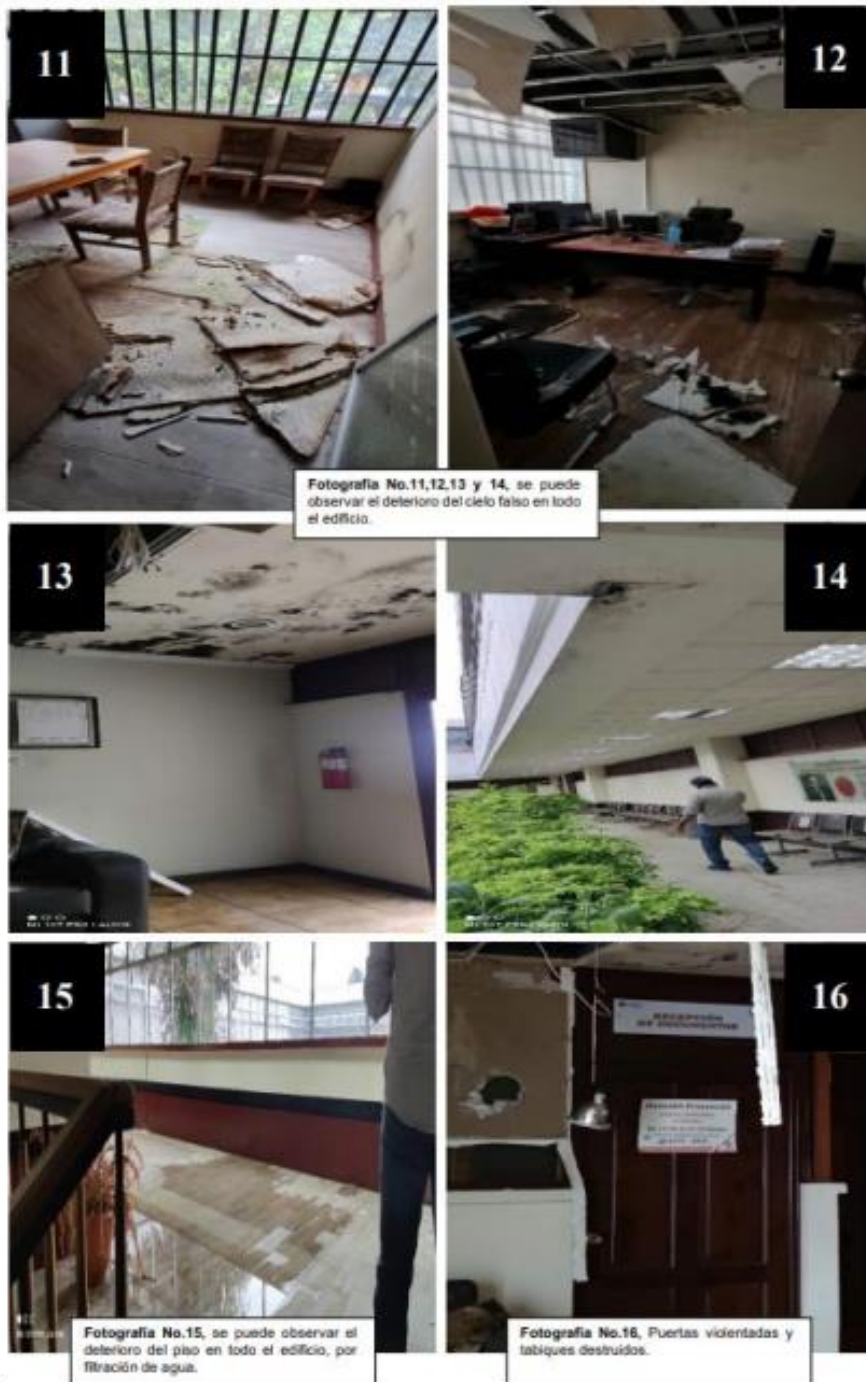 11
12
Fotografía No.11,12,13 y 14, se puede
observar el deterioro del cielo falso en todo
el edificio.
13
14
15
16
RECEPCIÓN
DE DOCUMENTOS
Fotografía No.15, se puede observar el
deterioro del piso en todo el edificio, por
filtración de agua.
Fotografía No.16, Puertas violentadas y
tabiques destruidos.